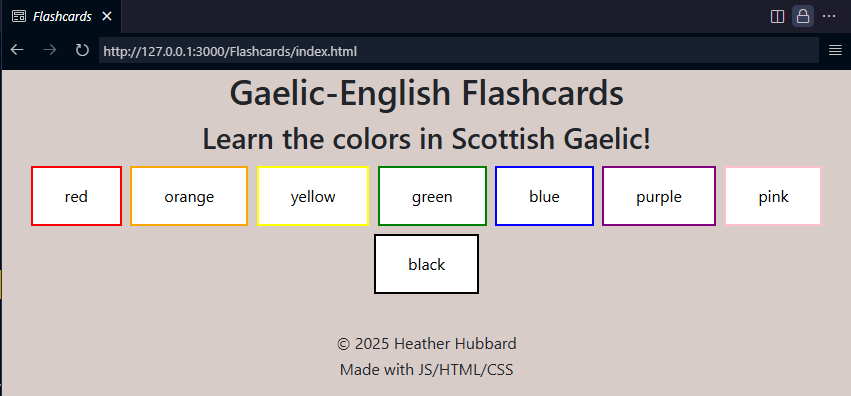 Flashcards
http://127.0.0.1:3000/Flashcards/index.html
Gaelic-English Flashcards
Learn the colors in Scottish Gaelic!
red orange yellow green blue purple pink
black
© 2025 Heather Hubbard
Made with JS/HTML/CSS